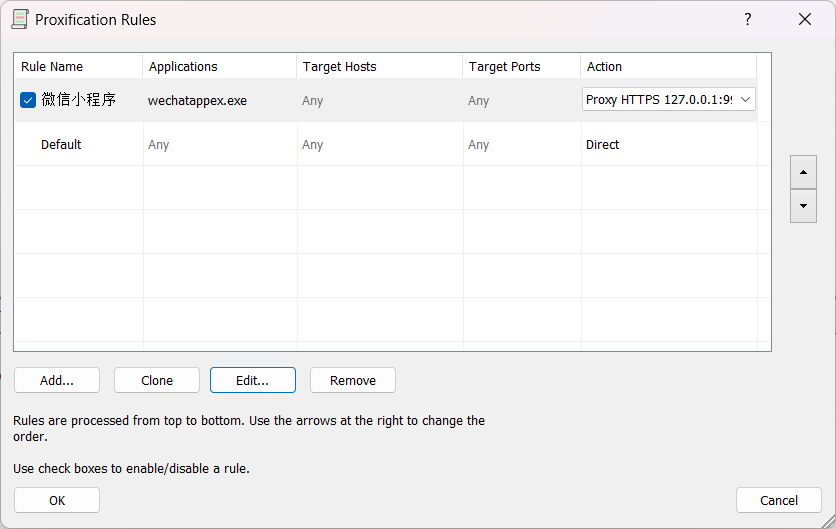 Proxification Rules
Rule Name Applications Target Hosts Target Ports Action
微信小程序 wechatappex.exe Any Any Proxy HTTPS 127.0.0.1:99
Default Any Any Any Direct
Add... Clone Edit... Remove
Rules are processed from top to bottom. Use the arrows at the right to change the
order.
Use check boxes to enable/disable a rule.
OK Cancel